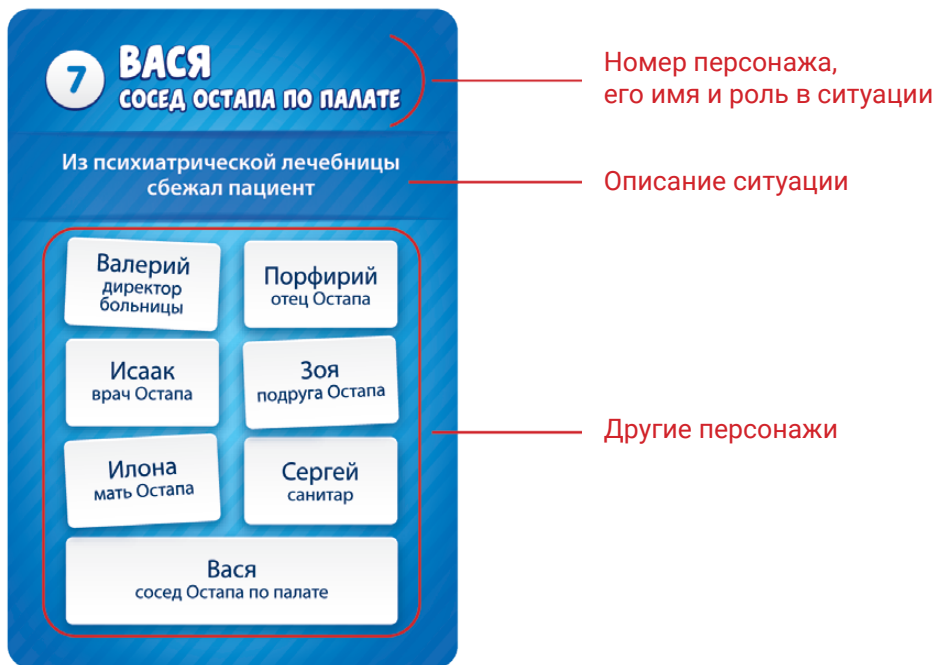 7
ВАСЯ
СОСЕД ОСТАПА ПО ПАЛАТЕ
Номер персонажа,
его имя и роль в ситуации
Из психиатрической лечебницы
сбежал пациент
Описание ситуации
Валерий
директор
больницы
Порфирий
отец Остапа
Исаак
врач Остапа
Зоя
подруга Остапа
Илона
мать Остапа
Сергей
санитар
Вася
сосед Остапа по палате
Другие персонажи